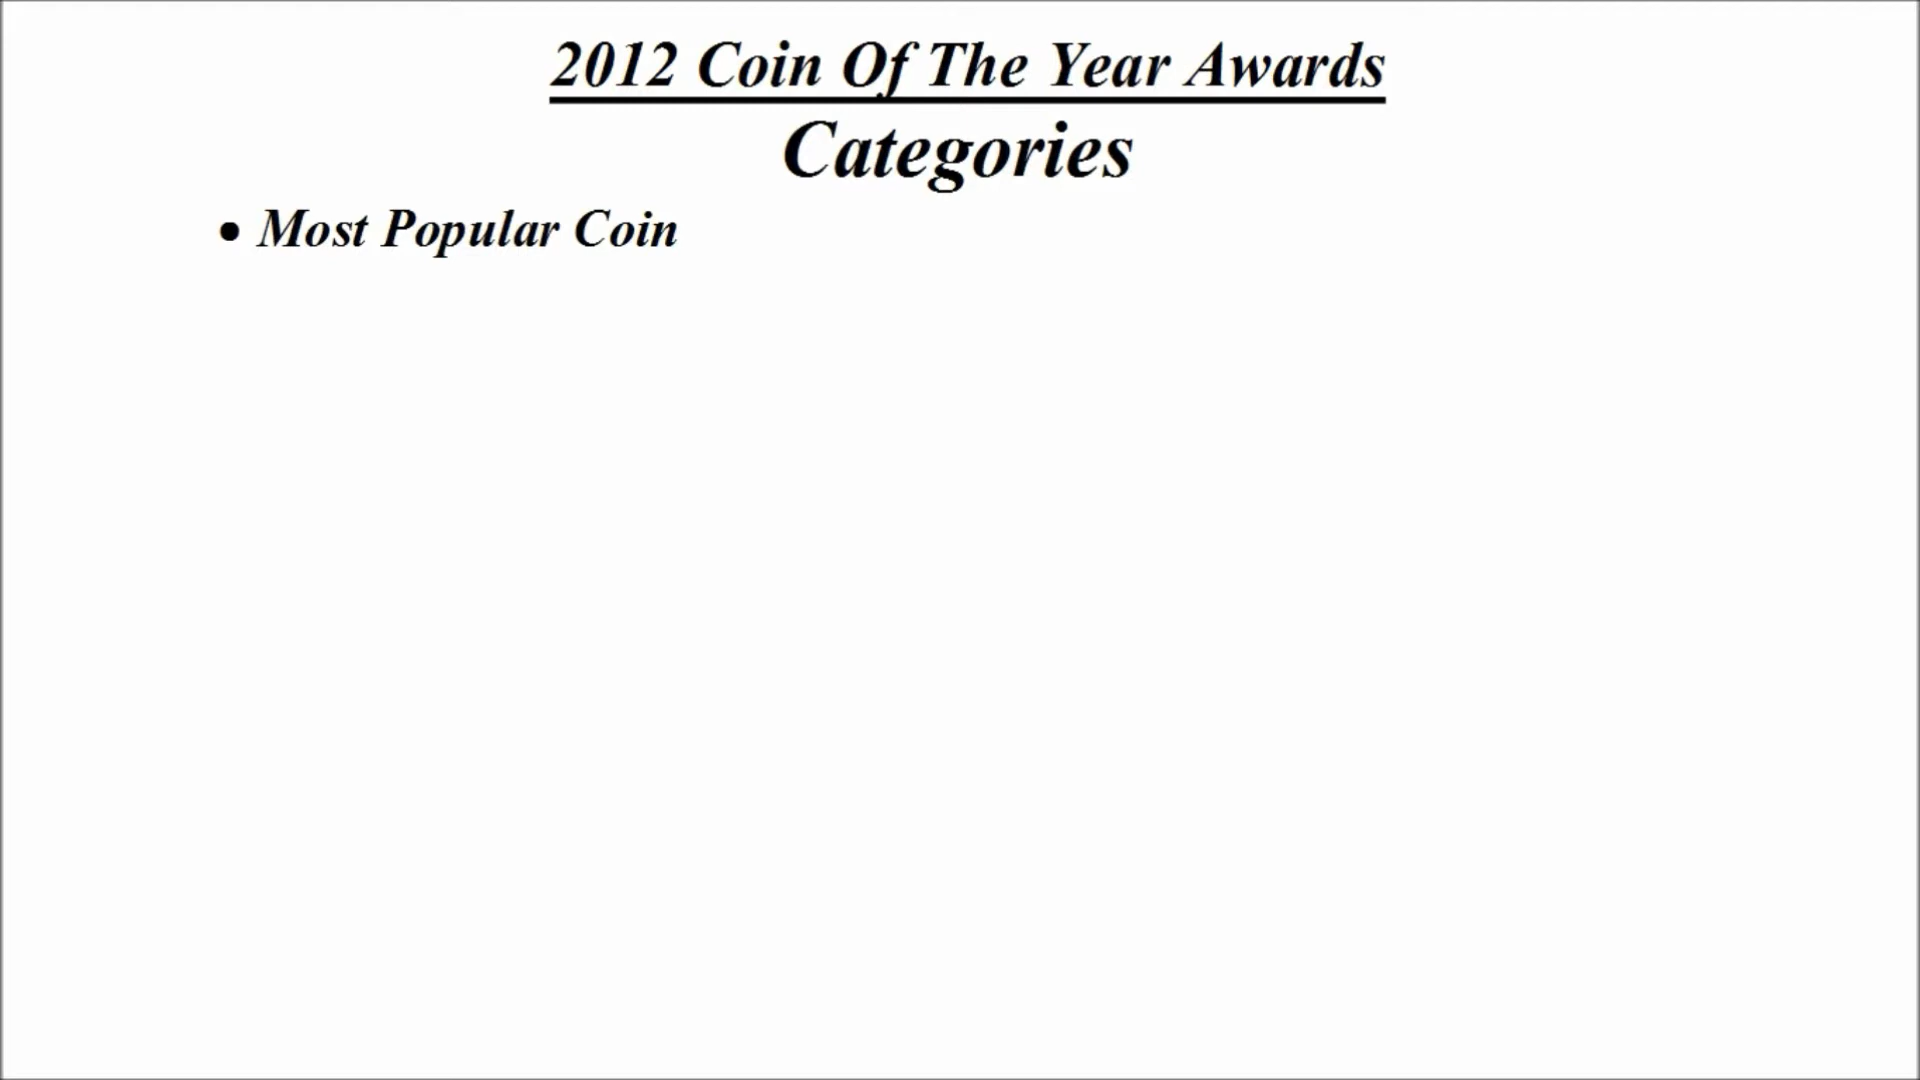 2012 Coin Of The Year Awards
Categories
• Most Popular Coin